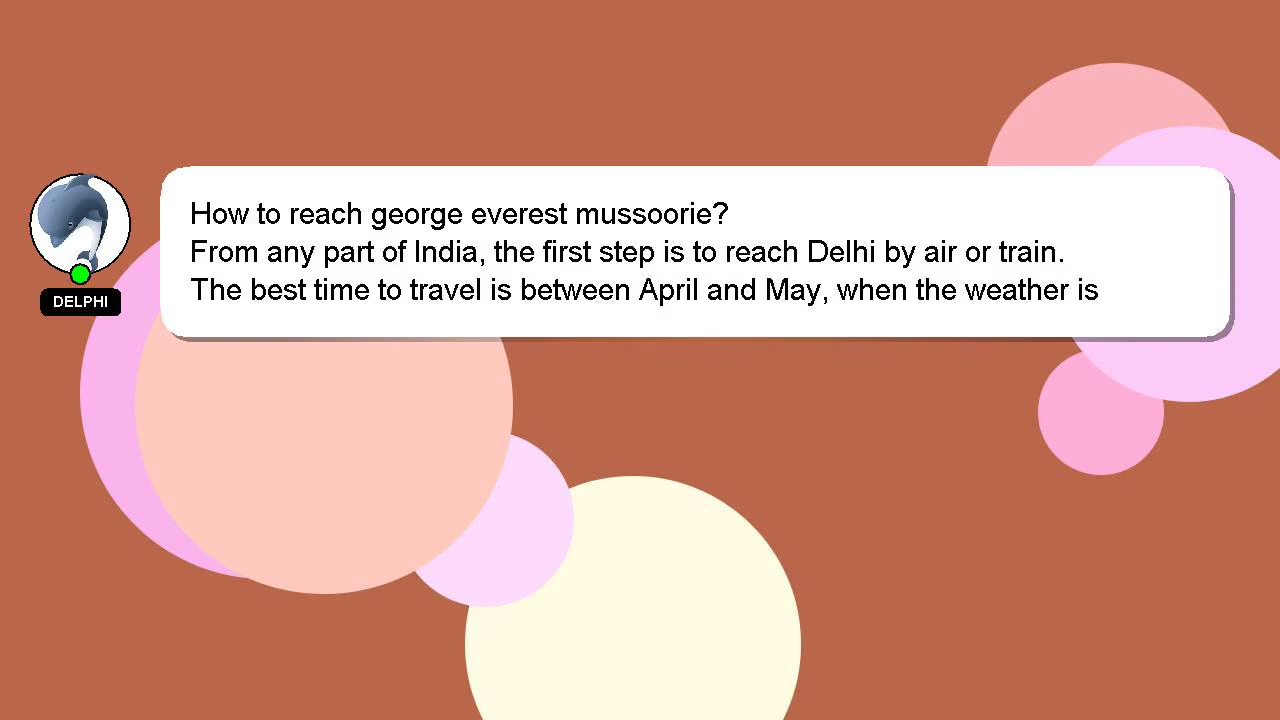 How to reach george everest mussoorie?
From any part of India, the first step is to reach Delhi by air or train.
The best time to travel is between April and May, when the weather is
DELPHI